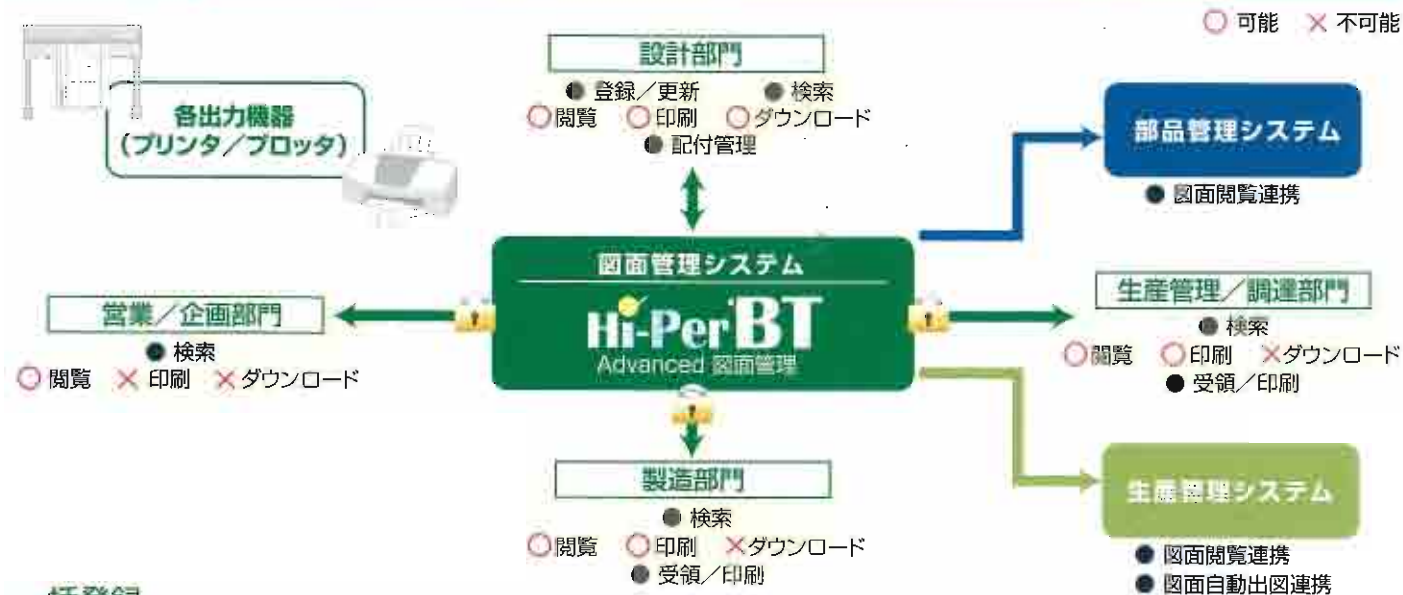 ○ 可能 × 不可能
設計部門
● 登録／更新 ● 検索
○閲覧 ○印刷 ○ダウンロード
● 配付管理
各出力機器
(プリンタ／プロッタ)
部品管理システム
● 図面閲覧連携
図面管理システム
Hi-PerBT
Advanced 図面管理
営業／企画部門
● 検索
○ 閲覧 × 印刷 ×ダウンロード
生産管理／調達部門
● 検索
○閲覧 ○印刷 ×ダウンロード
● 受領／印刷
製造部門
● 検索
○閲覧 ○印刷 ×ダウンロード
● 受領／印刷
生産管理システム
● 図面閲覧連携
● 図面自動出図連携
括登録